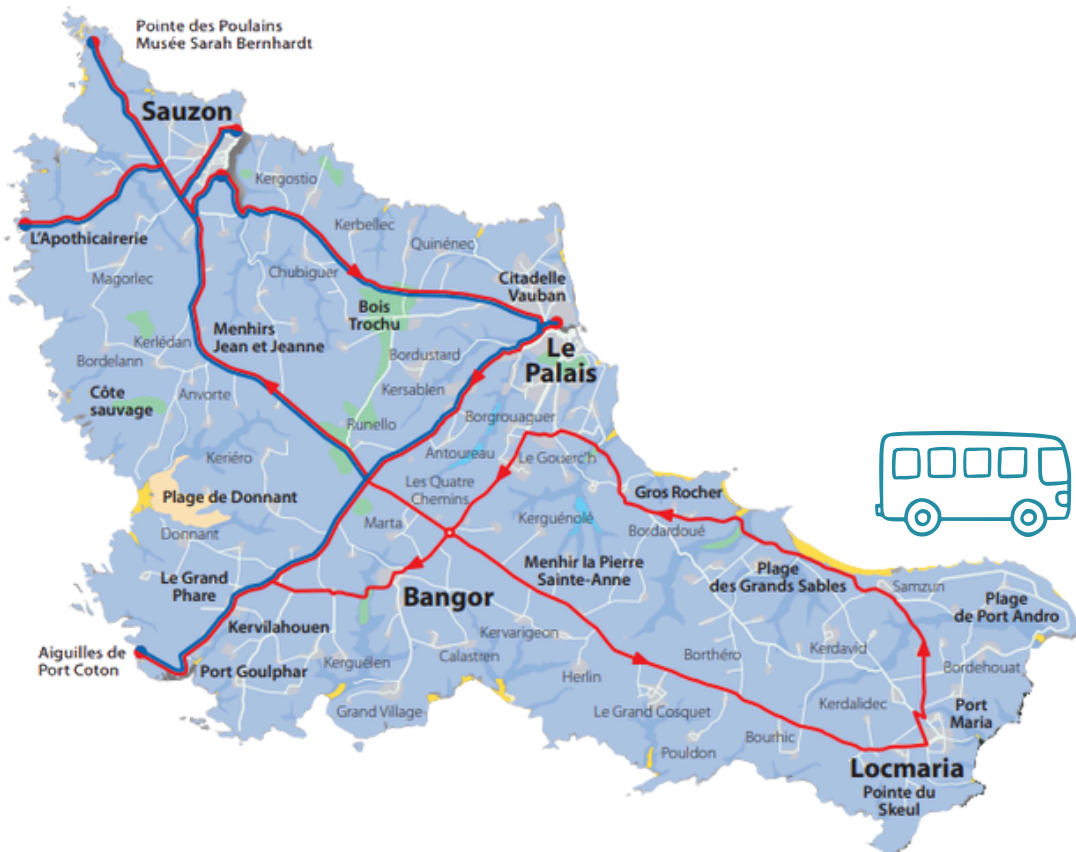 Pointe des Poulains
Musée Sarah Bernhardt
Sauzon
Kergostio
L'Apothicairerie
Kerbellec
Quinénec
Magorlec
Chubiguer
Citadelle
Vauban
Bois
Trochu
Menhirs
Jean et Jeanne
Kerlédan
Bordelann
Bordustard
Le
Palais
Anvorte
Kersablen
Côte
sauvage
Borgrouaguer
Runello
Keriéro
Antoureau
Le Gouerc'h
Les Quatre
Chemins
Plage de Donnant
Gros Rocher
Donnant
Marta
Kerguénolé
Bordardoué
Le Grand
Phare
Menhir la Pierre
Sainte-Anne
Plage
des Grands Sables
Samzun
Bangor
Plage
de Port Andro
Kervilahouen
Kervarigeon
Aiguilles de
Port Coton
Port Goulphar
Kerguélen
Calastren
Borthéro
Kerdavid
Bordehouat
Herlin
Grand Village
Le Grand Cosquet
Kerdalidec
Port
Maria
Bourhic
Pouldon
Locmaria
Pointe du
Skeul